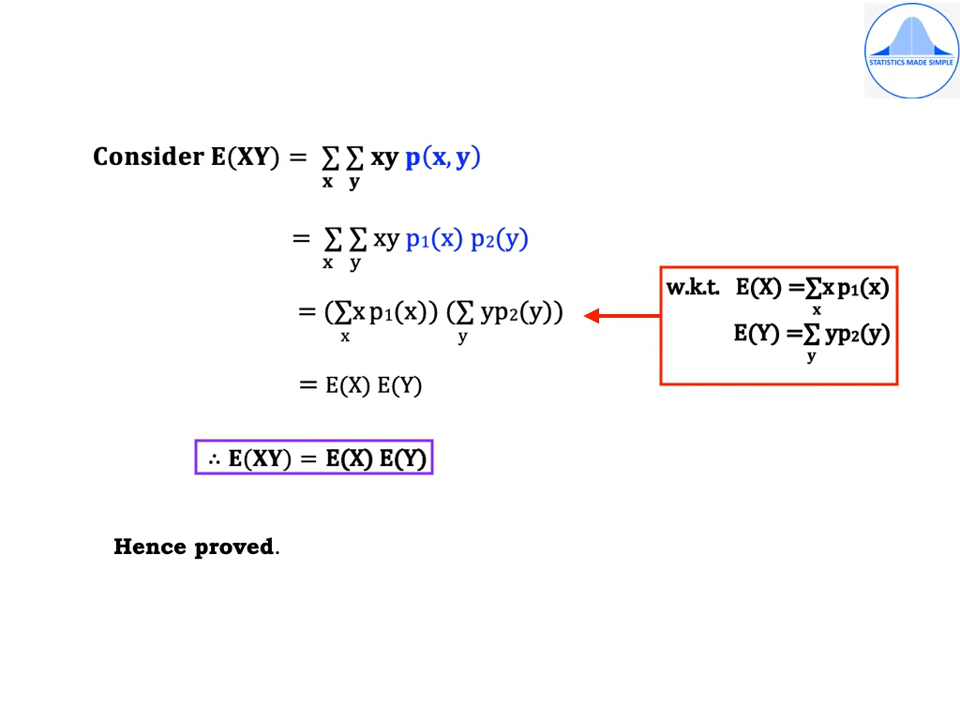 STATISTICS MADE SIMPLE
Consider E(XY) = ∑ ∑ xy p(x, y)
x y
= ∑ ∑ xy p₁(x) p₂(y)
x y
= (∑x p₁(x)) (∑ yp₂(y))
x y
w.k.t. E(X) =∑x p₁(x)
x
E(Y) =∑ yp₂(y)
y
= E(X) E(Y)
∴ E(XY) = E(X) E(Y)
Hence proved.